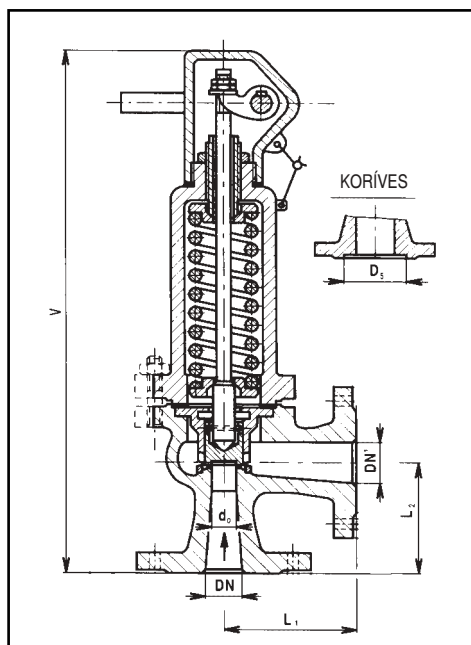 KORÍVES
D₅
V
DN'
L₂
d₀
DN
L₁